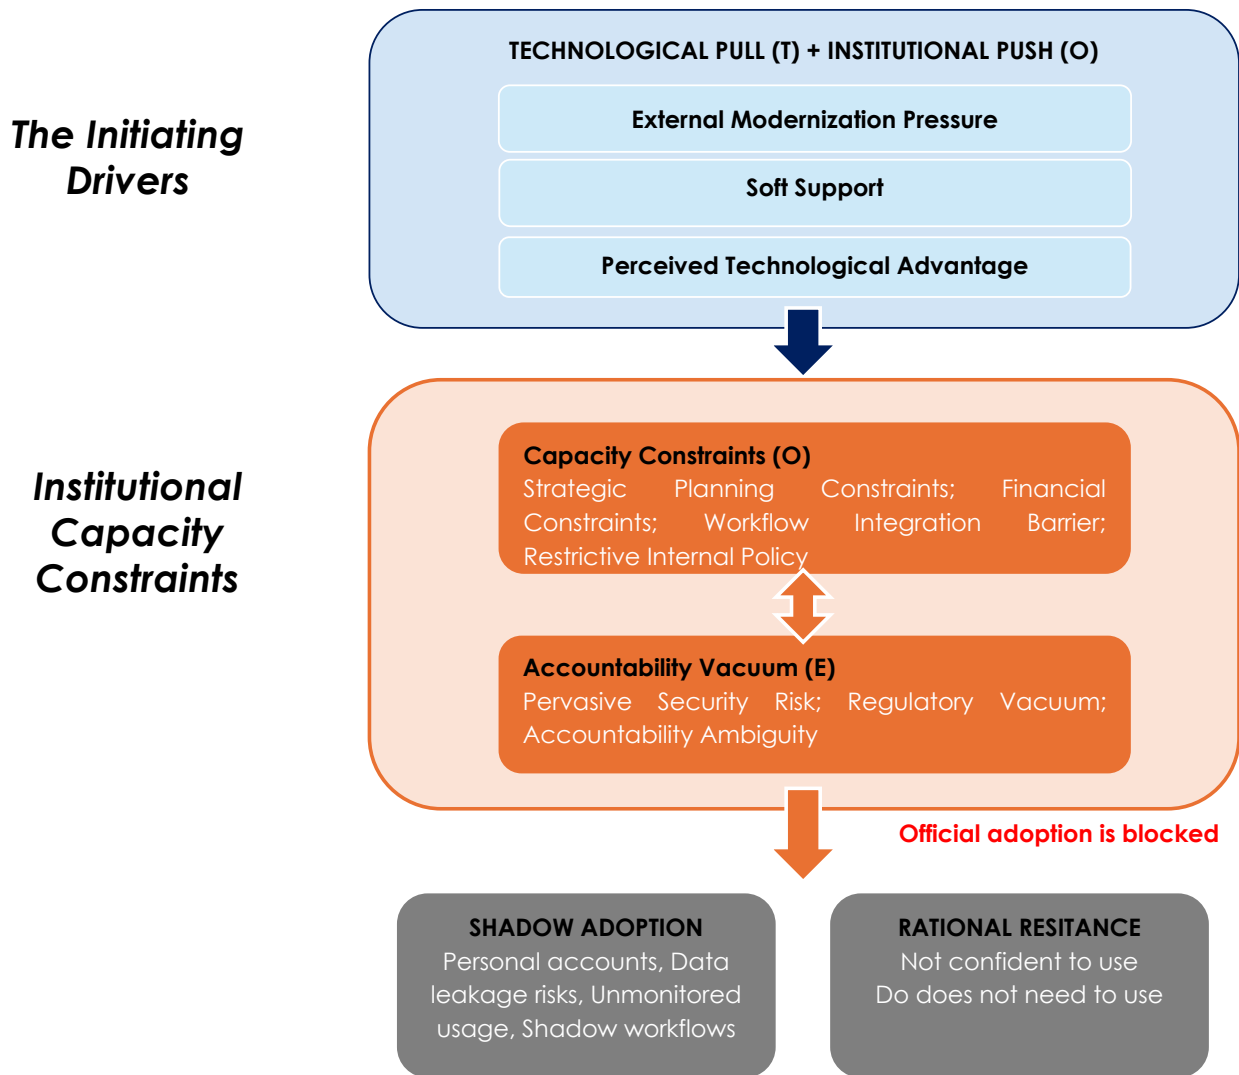 TECHNOLOGICAL PULL (T) + INSTITUTIONAL PUSH (O)
The Initiating
Drivers
External Modernization Pressure
Soft Support
Perceived Technological Advantage
Institutional
Capacity
Constraints
Capacity Constraints (O)
Strategic Planning Constraints; Financial
Constraints; Workflow Integration Barrier;
Restrictive Internal Policy
Accountability Vacuum (E)
Pervasive Security Risk; Regulatory Vacuum;
Accountability Ambiguity
Official adoption is blocked
SHADOW ADOPTION
Personal accounts, Data
leakage risks, Unmonitored
usage, Shadow workflows
RATIONAL RESITANCE
Not confident to use
Do does not need to use